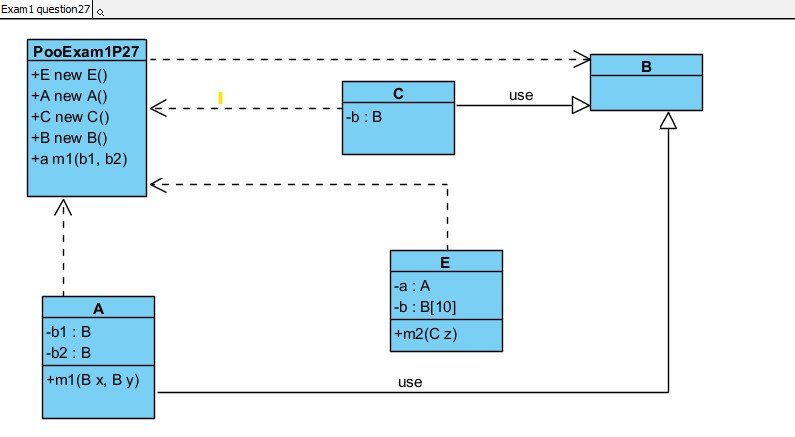 Exam1 question27
PooExam1P27
+E new E()
+A new A()
+C new C()
+B new B()
+a m1(b1, b2)
C
-b : B
use
B
E
-a : A
-b : B[10]
+m2(C z)
A
-b1 : B
-b2 : B
+m1(B x, B y)
use